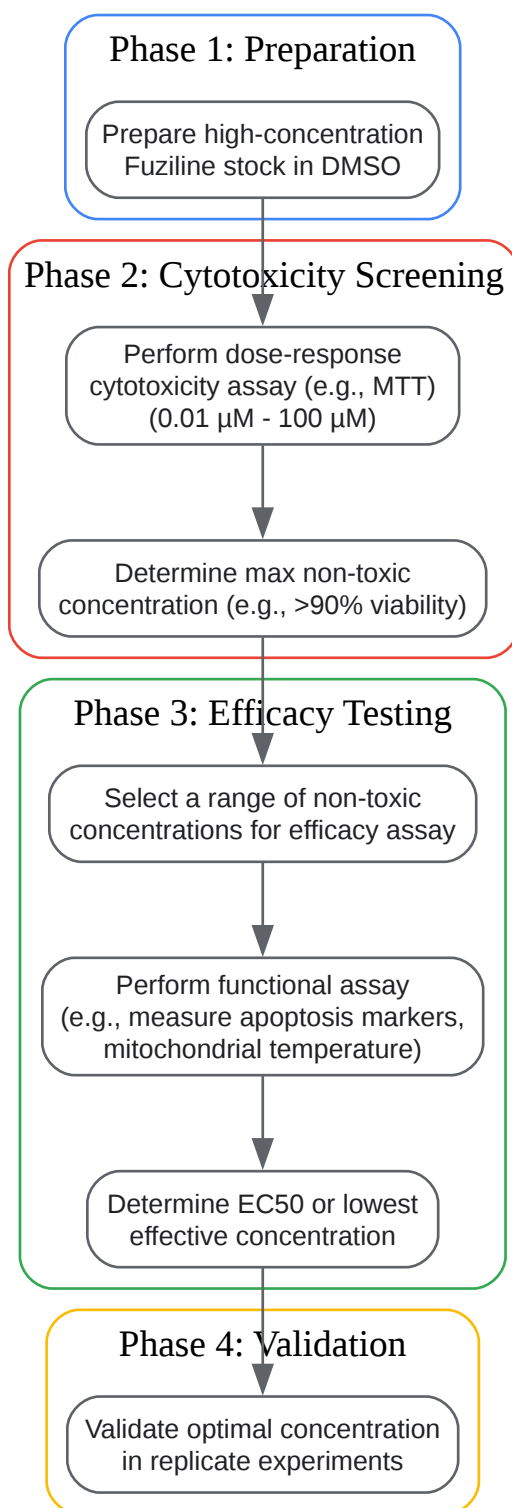 Phase 1: Preparation
Prepare high-concentration
Fuziline stock in DMSO
Phase 2: Cytotoxicity Screening
Perform dose-response
cytotoxicity assay (e.g., MTT)
(0.01 µM - 100 µM)
Determine max non-toxic
concentration (e.g., >90% viability)
Phase 3: Efficacy Testing
Select a range of non-toxic
concentrations for efficacy assay
Perform functional assay
(e.g., measure apoptosis markers,
mitochondrial temperature)
Determine EC50 or lowest
effective concentration
Phase 4: Validation
Validate optimal concentration
in replicate experiments